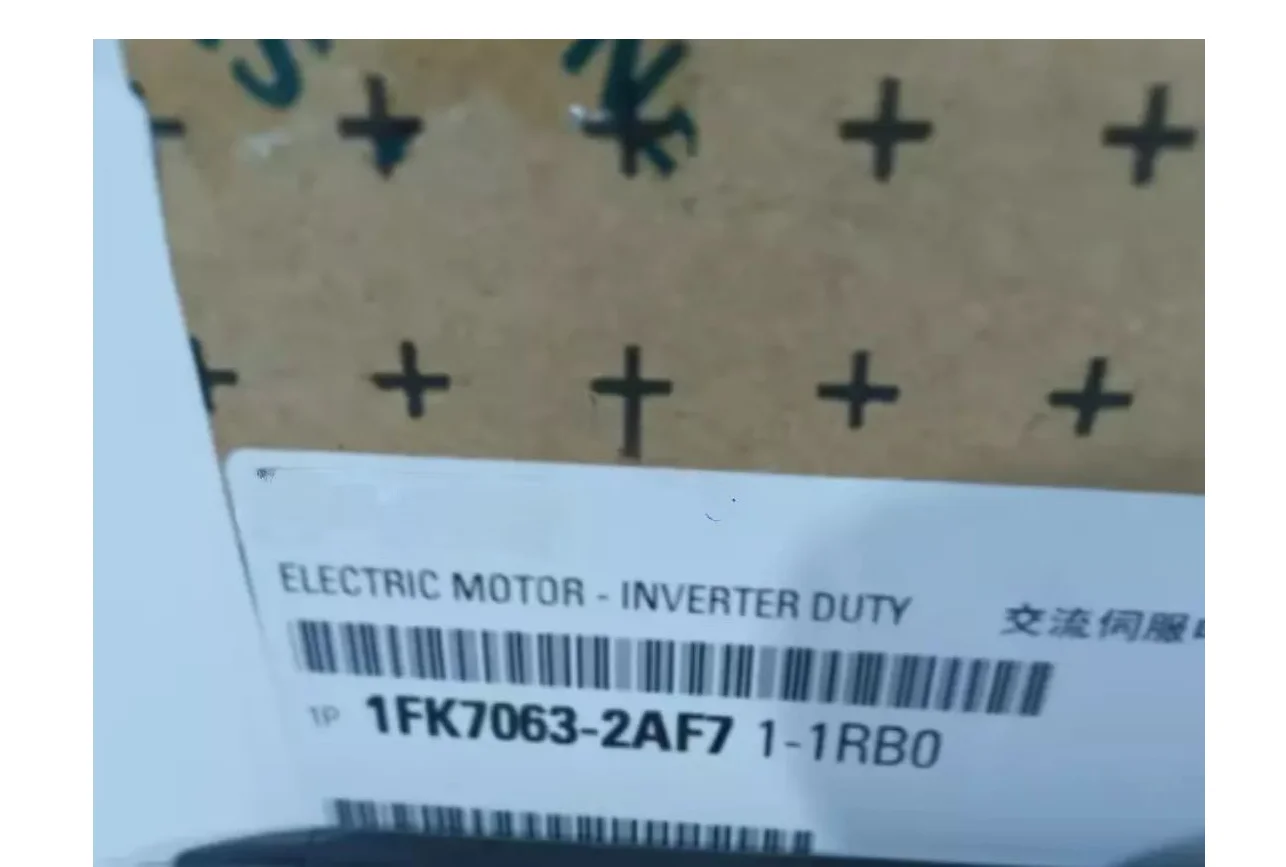 ELECTRIC MOTOR - INVERTER DUTY 交流伺服
1P 1FK7063-2AF7 1-1RB0